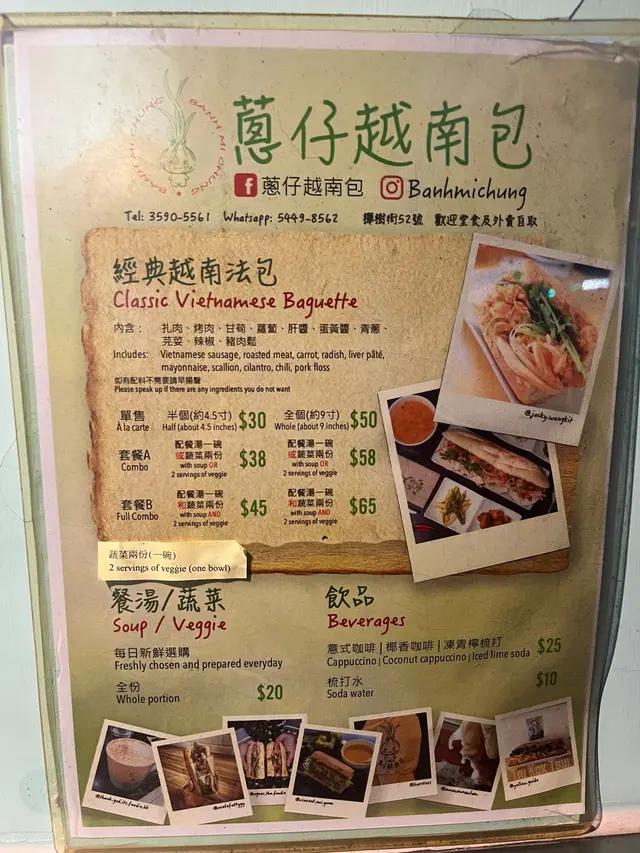 BANH MI CHUNG BANH MI CHUNG
蔥仔越南包
f 蔥仔越南包 Banhmichung
Tel: 3590-5561 Whatsapp: 5449-8562 櫸樹街52號 歡迎堂食及外賣自取
經典越南法包
Classic Vietnamese Baguette
內含： 扎肉、烤肉、甘筍、蘿蔔、肝醬、蛋黃醬、青蔥、
芫荽、辣椒、豬肉鬆
Includes: Vietnamese sausage, roasted meat, carrot, radish, liver pâté,
mayonnaise, scallion, cilantro, chili, pork floss
如有配料不需要請早揚聲
Please speak up if there are any ingredients you do not want
@jacky.wongkit
單售 半個(約4.5寸) $30 全個(約9寸) $50
À la carte Half (about 4.5 inches) Whole (about 9 inches)
套餐A 配餐湯一碗 $38 配餐湯一碗 $58
或蔬菜兩份 或蔬菜兩份
Combo with soup OR with soup OR
2 servings of veggie 2 servings of veggie
套餐B 配餐湯一碗 $45 配餐湯一碗 $65
和蔬菜兩份 和蔬菜兩份
Full Combo with soup AND with soup AND
2 servings of veggie 2 servings of veggie
蔬菜兩份(一碗)
2 servings of veggie (one bowl)
餐湯/蔬菜
Soup / Veggie
每日新鮮選購
Freshly chosen and prepared everyday
全份
Whole portion $20
飲品
Beverages
意式咖啡 | 椰香咖啡 | 凍青檸梳打 $25
Cappuccino | Coconut cappuccino | Iced lime soda
梳打水 $10
Soda water